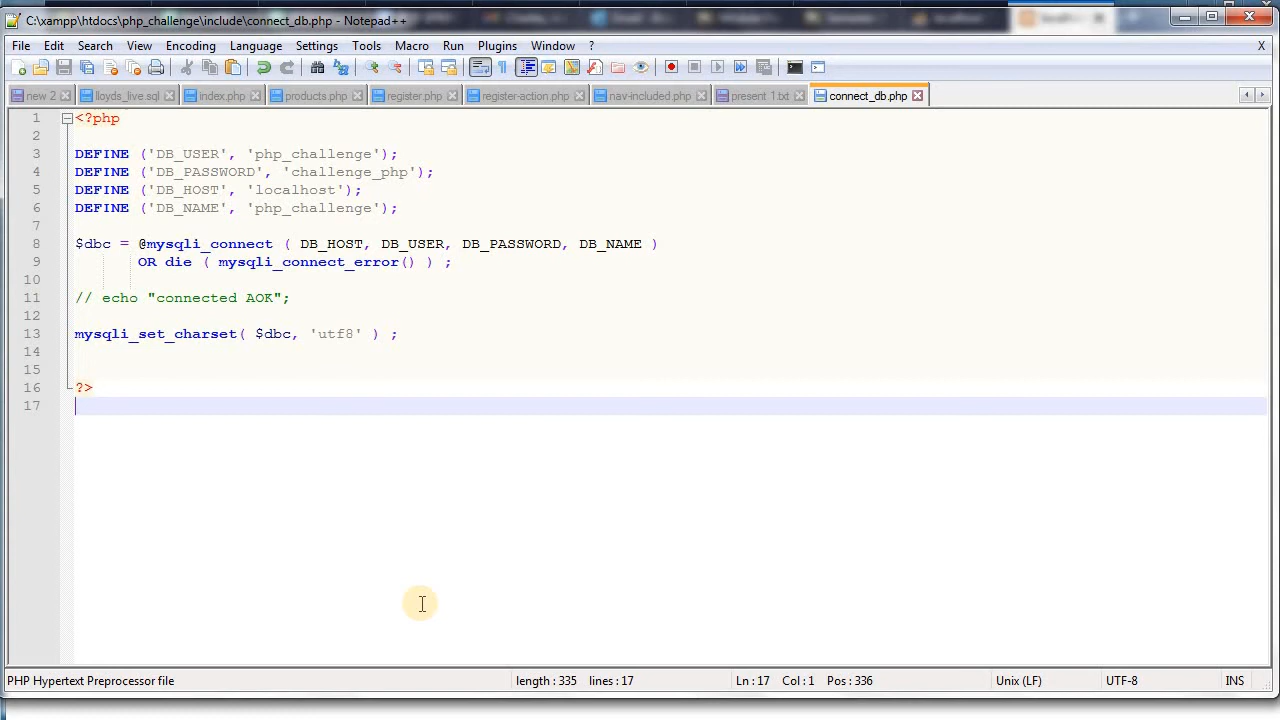 C:\xampp\htdocs\php_challenge\include\connect_db.php - Notepad++
File Edit Search View Encoding Language Settings Tools Macro Run Plugins Window ? X
new 2 lloyds_live.sql index.php products.php register.php register-action.php nav-included.php present 1.txt connect_db.php
1 <?php
2
3 DEFINE ('DB_USER', 'php_challenge');
4 DEFINE ('DB_PASSWORD', 'challenge_php');
5 DEFINE ('DB_HOST', 'localhost');
6 DEFINE ('DB_NAME', 'php_challenge');
7
8 $dbc = @mysqli_connect ( DB_HOST, DB_USER, DB_PASSWORD, DB_NAME )
9 OR die ( mysqli_connect_error() ) ;
10
11 // echo "connected AOK";
12
13 mysqli_set_charset( $dbc, 'utf8' ) ;
14
15
16 ?>
17
PHP Hypertext Preprocessor file length : 335 lines : 17 Ln : 17 Col : 1 Pos : 336 Unix (LF) UTF-8 INS